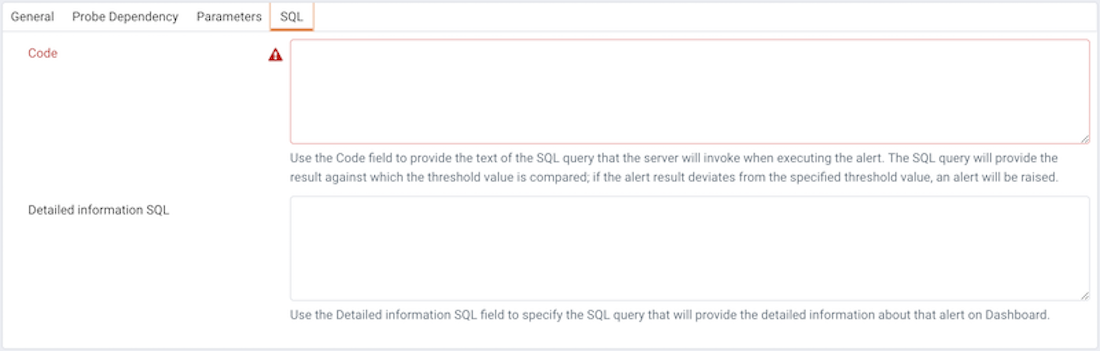 General Probe Dependency Parameters SQL
Code
Use the Code field to provide the text of the SQL query that the server will invoke when executing the alert. The SQL query will provide the
result against which the threshold value is compared; if the alert result deviates from the specified threshold value, an alert will be raised.
Detailed information SQL
Use the Detailed information SQL field to specify the SQL query that will provide the detailed information about that alert on Dashboard.